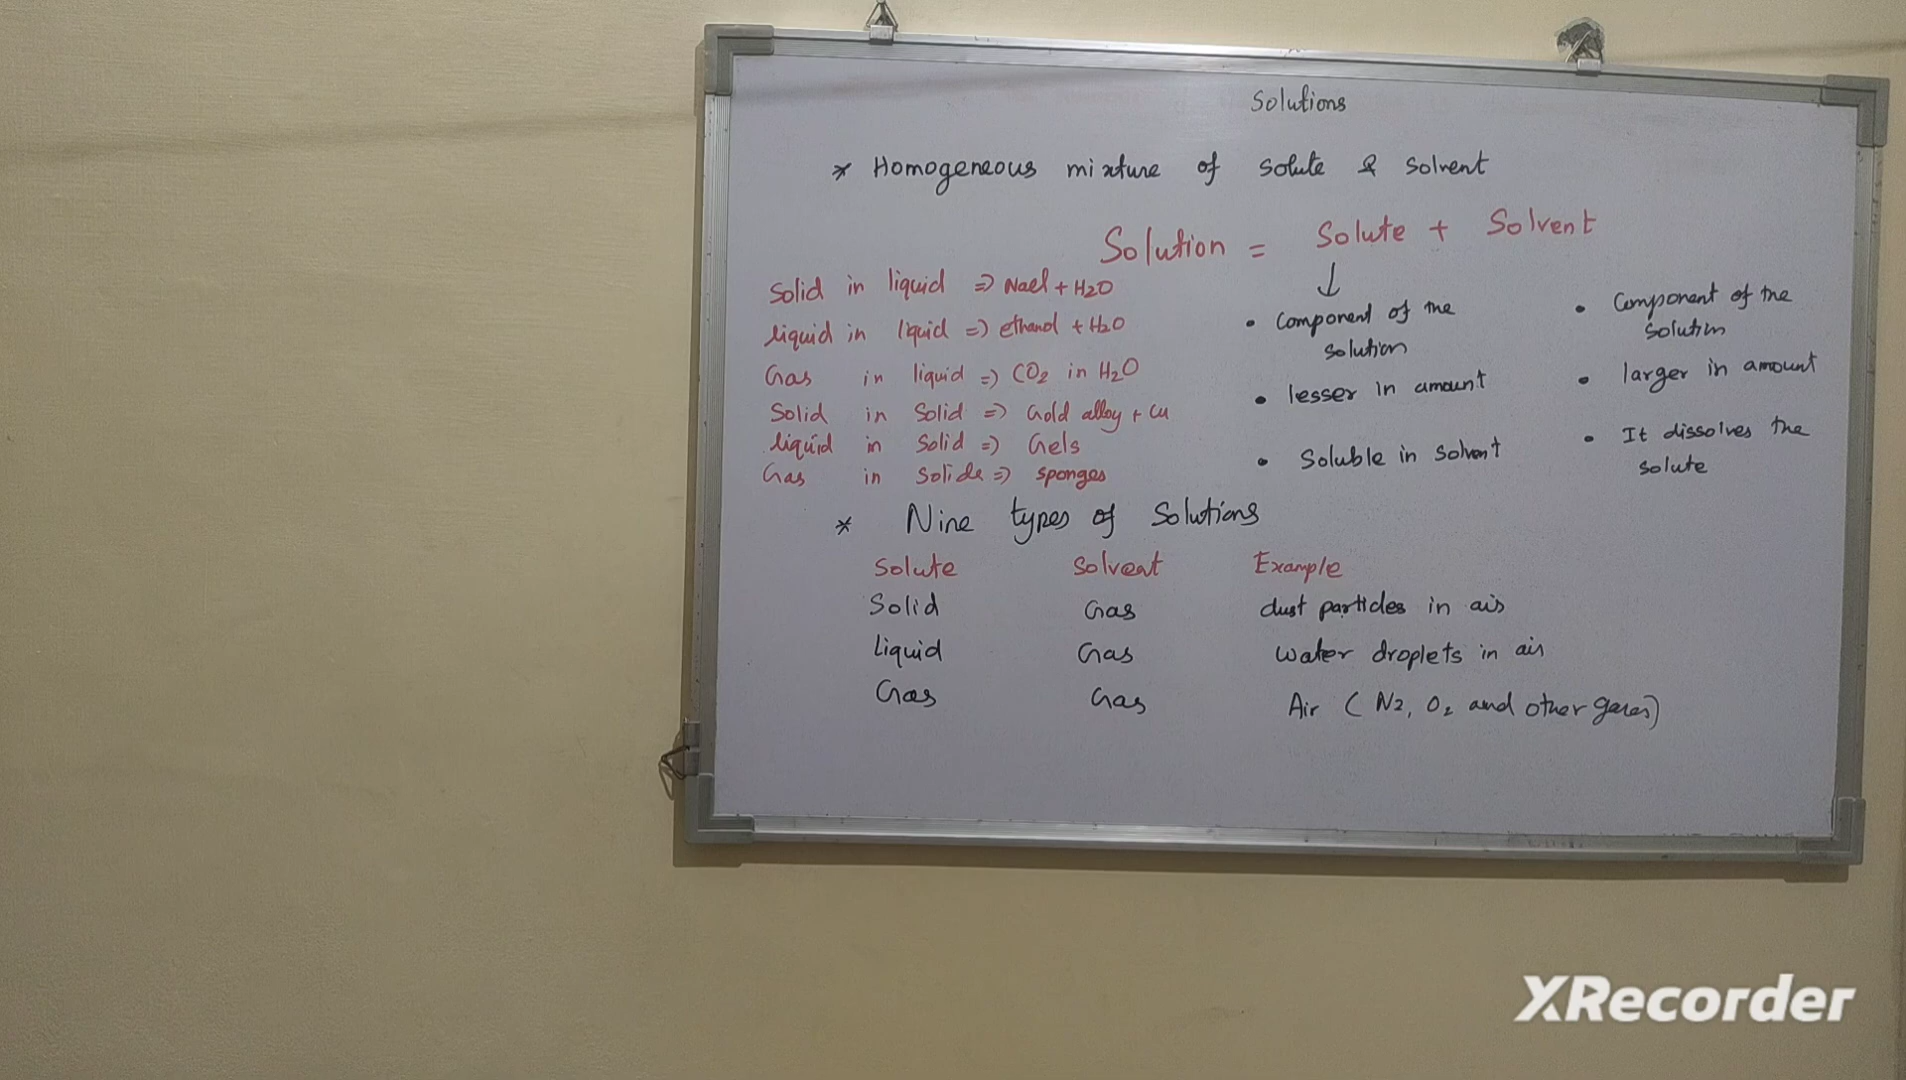 Solutions
* Homogeneous mixture of solute & solvent
Solution = Solute + Solvent
Solid in liquid => Nacl + H2O
liquid in liquid => ethanol + H2O
Gas in liquid => CO2 in H2O
Solid in Solid => Gold alloy + Cu
liquid in Solid => Gels
Gas in Solids => sponges
• Component of the
solution
• lesser in amount
• Soluble in solvent
• Component of the
Solution
• larger in amount
• It dissolves the
solute
* Nine types of Solutions
Solute Solvent Example
Solid Gas dust particles in air
liquid Gas water droplets in air
Gas Gas Air (N2, O2 and other gases)
XRecorder